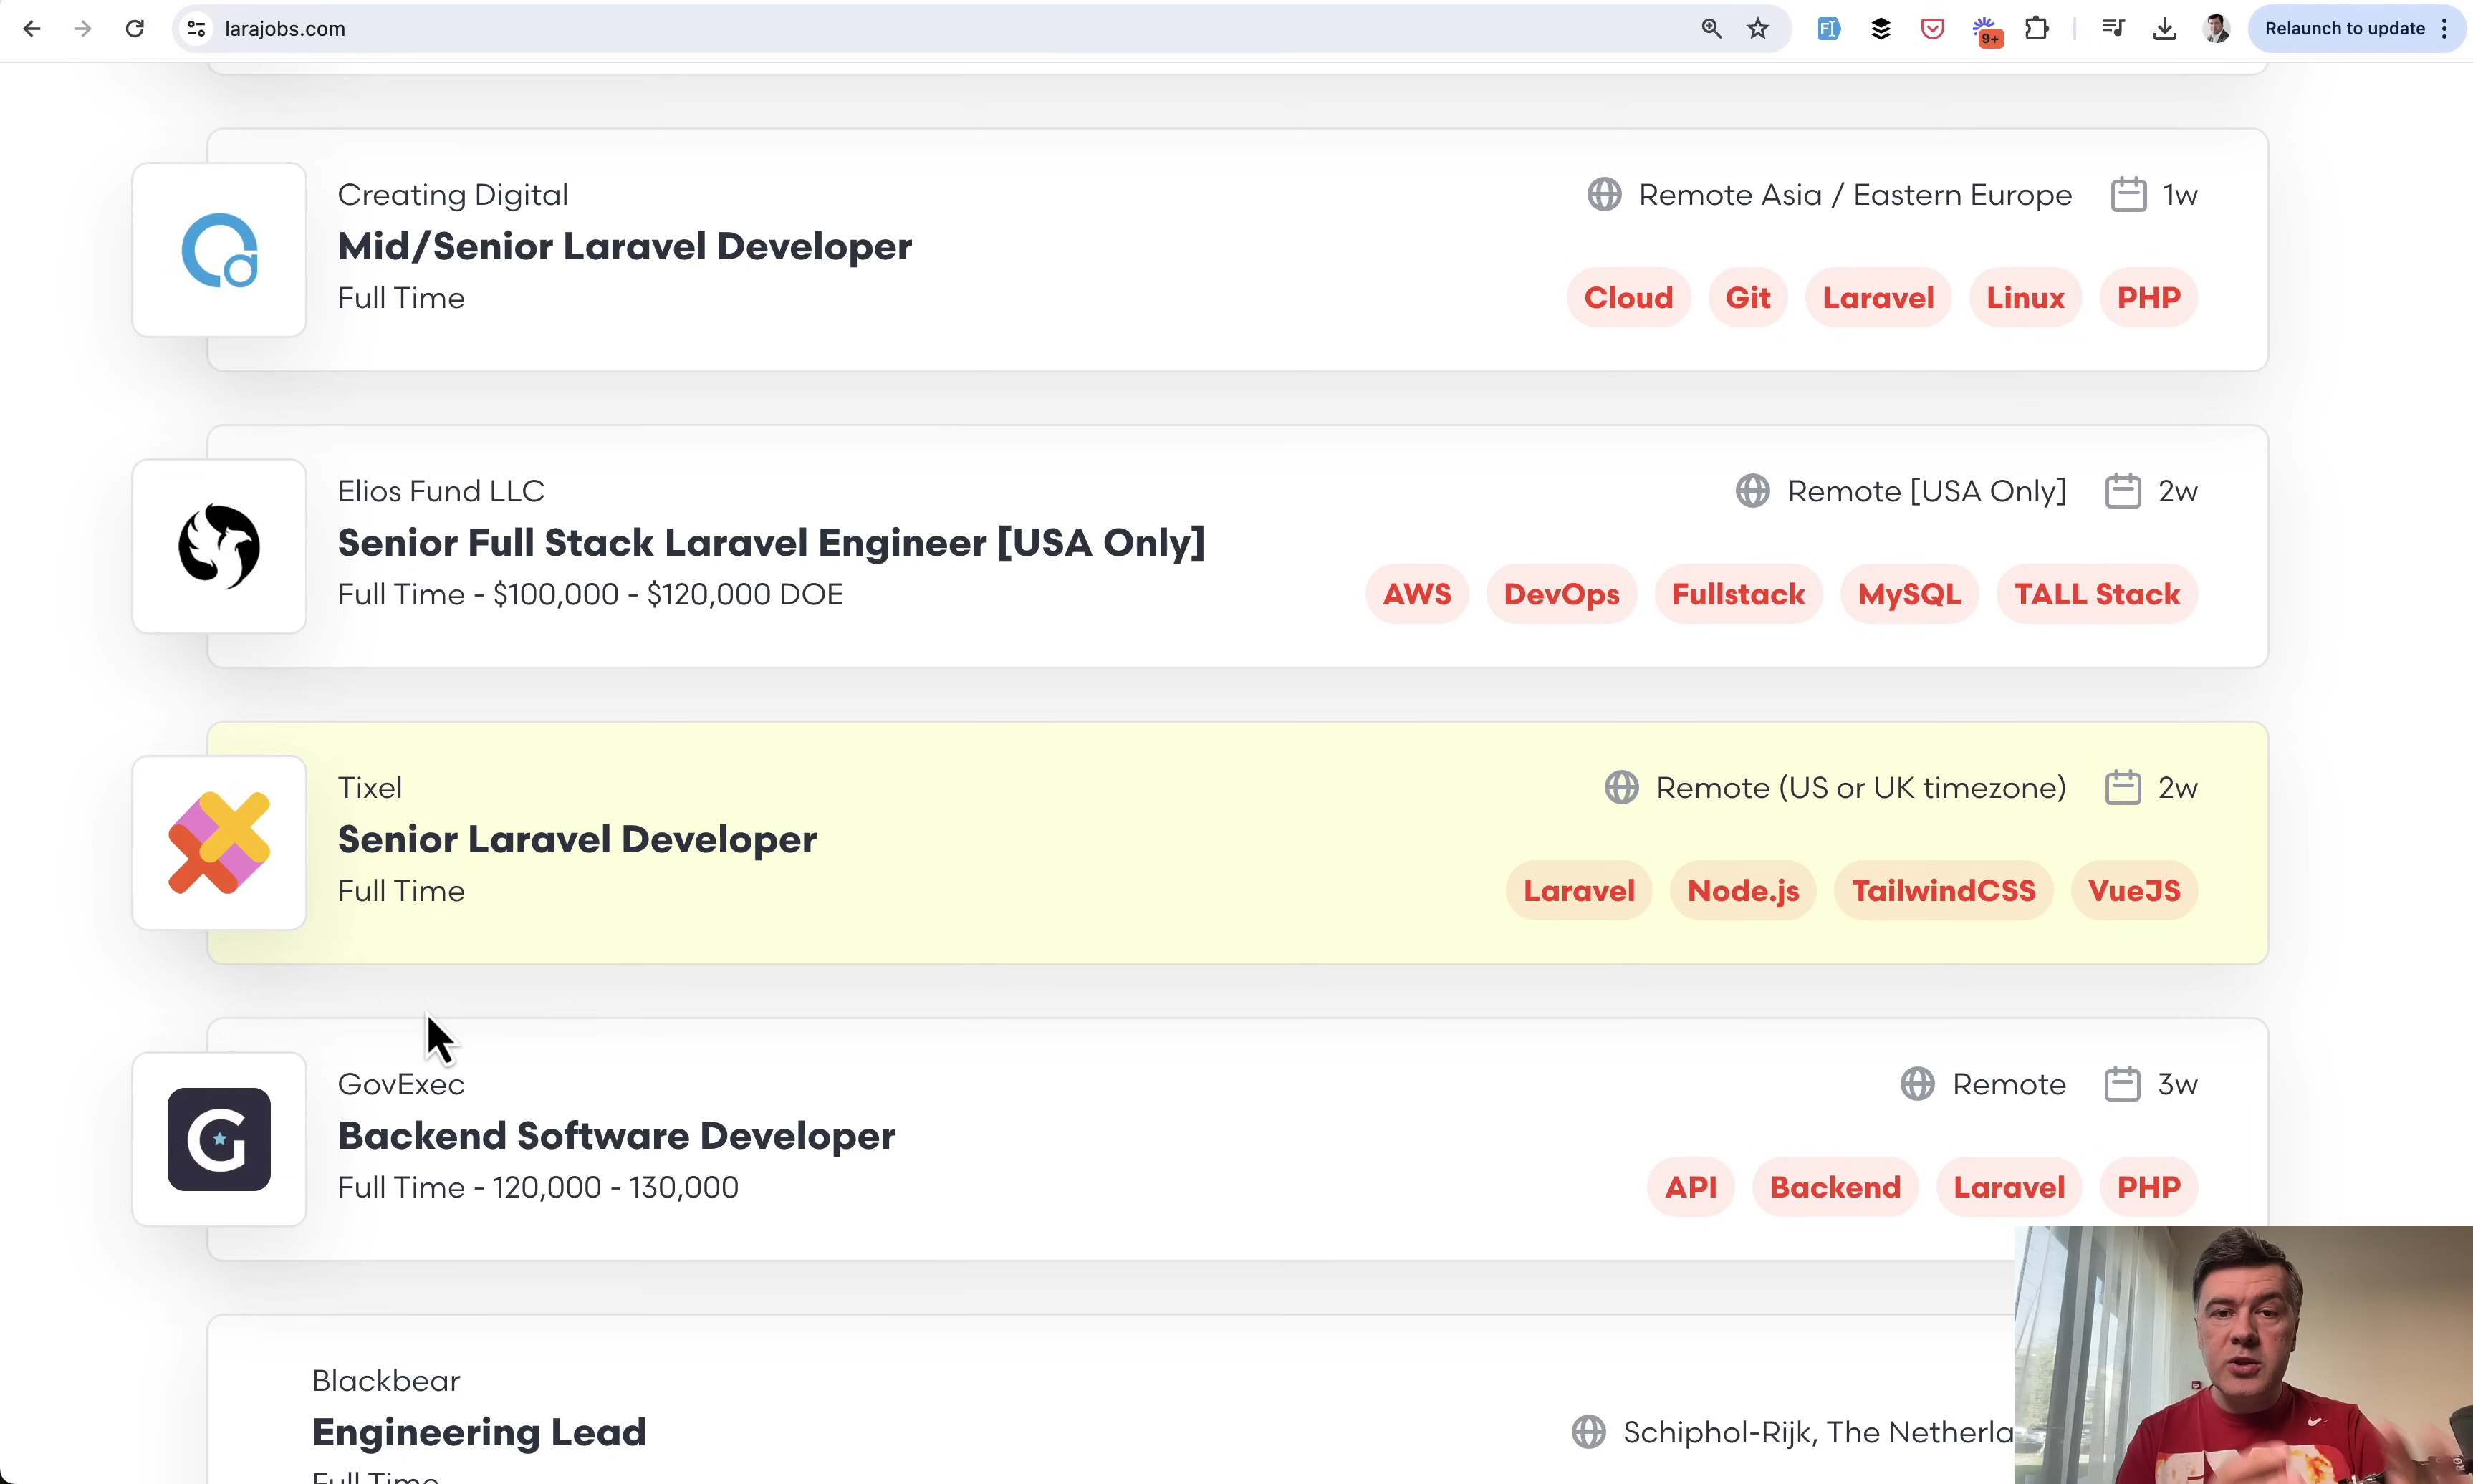 larajobs.com
9+
Relaunch to update
Creating Digital
Remote Asia / Eastern Europe
1w
Mid/Senior Laravel Developer
Full Time
Cloud
Git
Laravel
Linux
PHP
Elios Fund LLC
Remote [USA Only]
2w
Senior Full Stack Laravel Engineer [USA Only]
Full Time - $100,000 - $120,000 DOE
AWS
DevOps
Fullstack
MySQL
TALL Stack
Tixel
Remote (US or UK timezone)
2w
Senior Laravel Developer
Full Time
Laravel
Node.js
TailwindCSS
VueJS
GovExec
Remote
3w
Backend Software Developer
Full Time - 120,000 - 130,000
API
Backend
Laravel
PHP
Blackbear
Engineering Lead
Schiphol-Rijk, The Netherla
Full Time